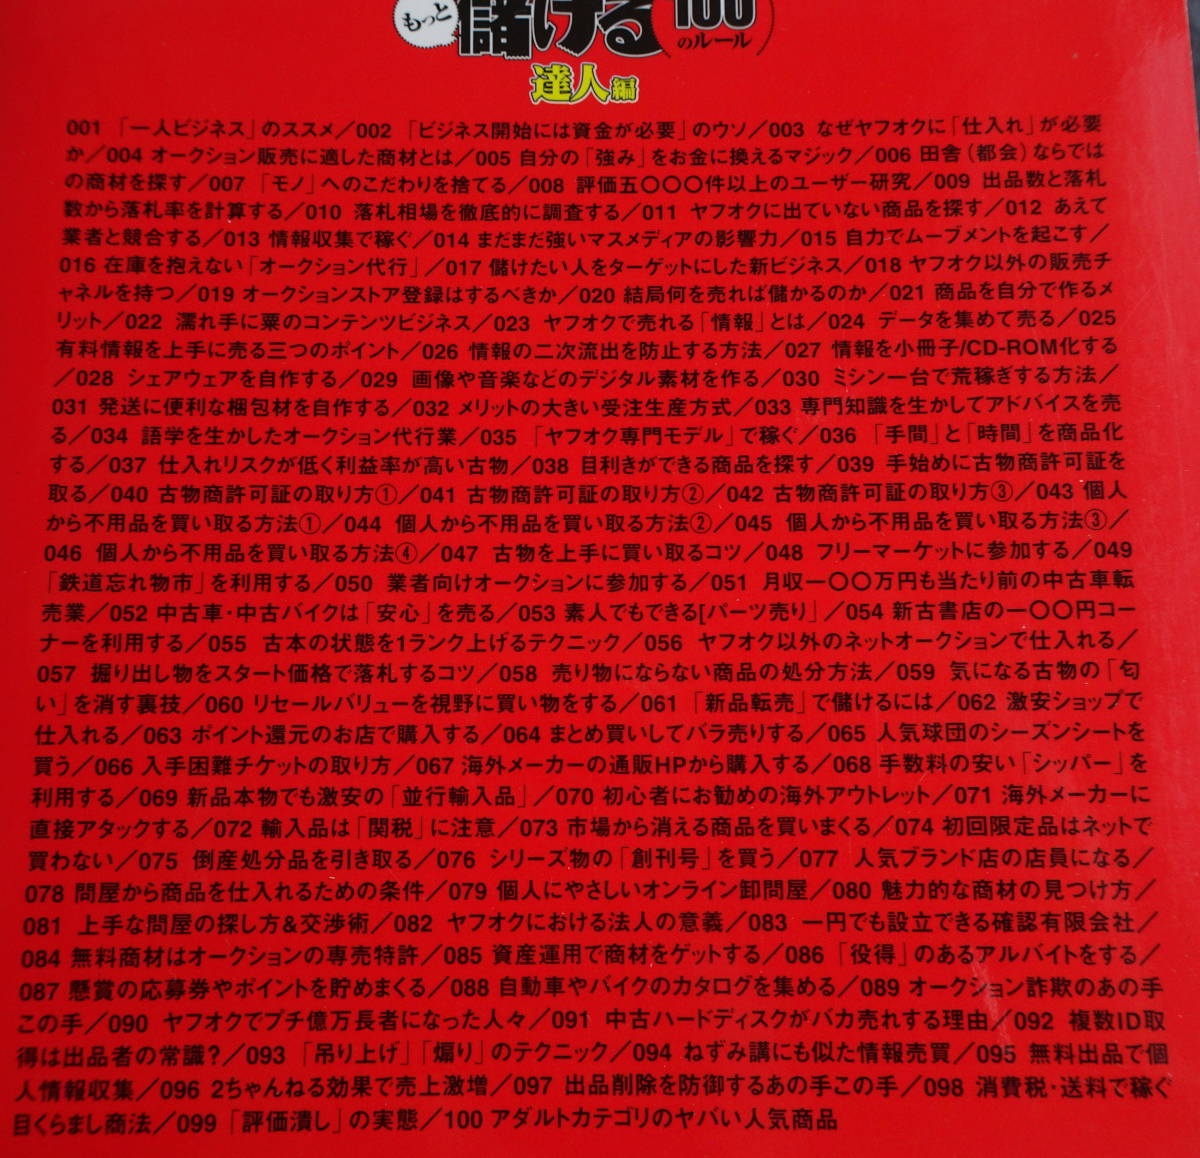 もっと 儲ける 100のルール
達人編
001 「一人ビジネス」のススメ／002 「ビジネス開始には資金が必要」のウソ／003 なぜヤフオクに「仕入れ」が必要
か／004 オークション販売に適した商材とは／005 自分の「強み」をお金に換えるマジック／006 田舎（都会）ならでは
の商材を探す／007 「モノ」へのこだわりを捨てる／008 評価五〇〇〇件以上のユーザー研究／009 出品数と落札
数から落札率を計算する／010 落札相場を徹底的に調査する／011 ヤフオクに出ていない商品を探す／012 あえて
業者と競合する／013 情報収集で稼ぐ／014 まだまだ強いマスメディアの影響力／015 自力でムーブメントを起こす／
016 在庫を抱えない「オークション代行」／017 儲けたい人をターゲットにした新ビジネス／018 ヤフオク以外の販売チ
ャネルを持つ／019 オークションストア登録はするべきか／020 結局何を売れば儲かるのか／021 商品を自分で作るメ
リット／022 濡れ手に粟のコンテンツビジネス／023 ヤフオクで売れる「情報」とは／024 データを集めて売る／025
有料情報を上手に売る三つのポイント／026 情報の二次流出を防止する方法／027 情報を小冊子/CD-ROM化する
／028 シェアウェアを自作する／029 画像や音楽などのデジタル素材を作る／030 ミシン一台で荒稼ぎする方法／
031 発送に便利な梱包材を自作する／032 メリットの大きい受注生産方式／033 専門知識を生かしてアドバイスを売
る／034 語学を生かしたオークション代行業／035 「ヤフオク専門モデル」で稼ぐ／036 「手間」と「時間」を商品化
する／037 仕入れリスクが低く利益率が高い古物／038 目利きができる商品を探す／039 手始めに古物商許可証を
取る／040 古物商許可証の取り方①／041 古物商許可証の取り方②／042 古物商許可証の取り方③／043 個人
から不用品を買い取る方法①／044 個人から不用品を買い取る方法②／045 個人から不用品を買い取る方法③／
046 個人から不用品を買い取る方法④／047 古物を上手に買い取るコツ／048 フリーマーケットに参加する／049
「鉄道忘れ物市」を利用する／050 業者向けオークションに参加する／051 月収一〇〇万円も当たり前の中古車転
売業／052 中古車・中古バイクは「安心」を売る／053 素人でもできる[パーツ売り」／054 新古書店の一〇〇円コー
ナーを利用する／055 古本の状態を1ランク上げるテクニック／056 ヤフオク以外のネットオークションで仕入れる／
057 掘り出し物をスタート価格で落札するコツ／058 売り物にならない商品の処分方法／059 気になる古物の「匂
い」を消す裏技／060 リセールバリューを視野に買い物をする／061 「新品転売」で儲けるには／062 激安ショップで
仕入れる／063 ポイント還元のお店で購入する／064 まとめ買いしてバラ売りする／065 人気球団のシーズンシートを
買う／066 入手困難チケットの取り方／067 海外メーカーの通販HPから購入する／068 手数料の安い「シッパー」を
利用する／069 新品本物でも激安の「並行輸入品」／070 初心者にお勧めの海外アウトレット／071 海外メーカーに
直接アタックする／072 輸入品は「関税」に注意／073 市場から消える商品を買いまくる／074 初回限定品はネットで
買わない／075 倒産処分品を引き取る／076 シリーズ物の「創刊号」を買う／077 人気ブランド店の店員になる／
078 問屋から商品を仕入れるための条件／079 個人にやさしいオンライン卸問屋／080 魅力的な商材の見つけ方／
081 上手な問屋の探し方&交渉術／082 ヤフオクにおける法人の意義／083 一円でも設立できる確認有限会社／
084 無料商材はオークションの専売特許／085 資産運用で商材をゲットする／086 「役得」のあるアルバイトをする／
087 懸賞の応募券やポイントを貯めまくる／088 自動車やバイクのカタログを集める／089 オークション詐欺のあの手
この手／090 ヤフオクでプチ億万長者になった人々／091 中古ハードディスクがバカ売れする理由／092 複数ID取
得は出品者の常識?／093 「吊り上げ」「煽り」のテクニック／094 ねずみ講にも似た情報売買／095 無料出品で個
人情報収集／096 2ちゃんねる効果で売上激増／097 出品削除を防御するあの手この手／098 消費税・送料で稼ぐ
目くらまし商法／099 「評価潰し」の実態／100 アダルトカテゴリのヤバい人気商品